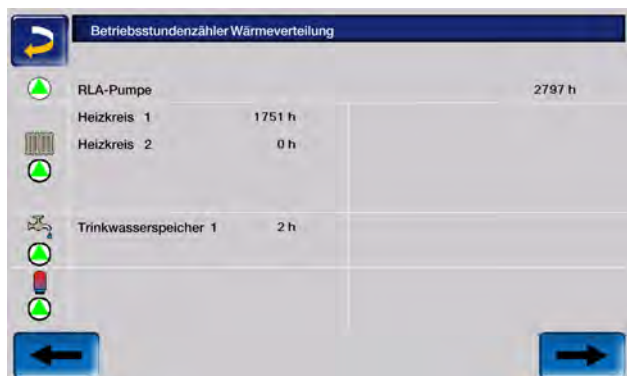 Betriebsstundenzähler Wärmeverteilung
RLA-Pumpe 2797 h
Heizkreis 1 1751 h
Heizkreis 2 0 h
Trinkwasserspeicher 1 2 h